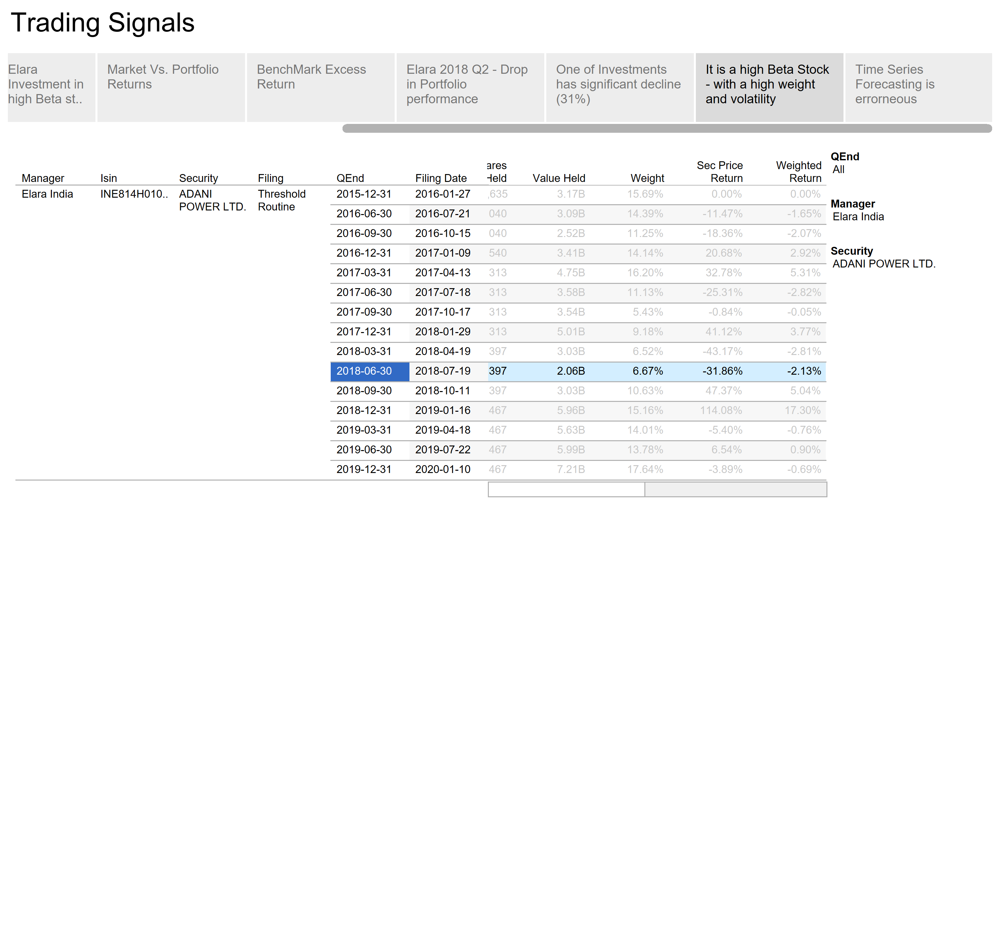 Trading Signals
Elara
Investment in
high Beta st..
Market Vs. Portfolio
Returns
BenchMark Excess
Return
Elara 2018 Q2 - Drop
in Portfolio
performance
One of Investments
has significant decline
(31%)
It is a high Beta Stock
- with a high weight
and volatility
Time Series
Forecasting is
errorneous
Manager Isin Security Filing QEnd Filing Date ares Held Value Held Weight Sec Price Return Weighted Return
Elara India INE814H010.. ADANI POWER LTD. Threshold Routine 2015-12-31 2016-01-27 ,635 3.17B 15.69% 0.00% 0.00%
2016-06-30 2016-07-21 040 3.09B 14.39% -11.47% -1.65%
2016-09-30 2016-10-15 040 2.52B 11.25% -18.36% -2.07%
2016-12-31 2017-01-09 540 3.41B 14.14% 20.68% 2.92%
2017-03-31 2017-04-13 313 4.75B 16.20% 32.78% 5.31%
2017-06-30 2017-07-18 313 3.58B 11.13% -25.31% -2.82%
2017-09-30 2017-10-17 313 3.54B 5.43% -0.84% -0.05%
2017-12-31 2018-01-29 313 5.01B 9.18% 41.12% 3.77%
2018-03-31 2018-04-19 397 3.03B 6.52% -43.17% -2.81%
2018-06-30 2018-07-19 397 2.06B 6.67% -31.86% -2.13%
2018-09-30 2018-10-11 397 3.03B 10.63% 47.37% 5.04%
2018-12-31 2019-01-16 467 5.96B 15.16% 114.08% 17.30%
2019-03-31 2019-04-18 467 5.63B 14.01% -5.40% -0.76%
2019-06-30 2019-07-22 467 5.99B 13.78% 6.54% 0.90%
2019-12-31 2020-01-10 467 7.21B 17.64% -3.89% -0.69%
QEnd
All
Manager
Elara India
Security
ADANI POWER LTD.